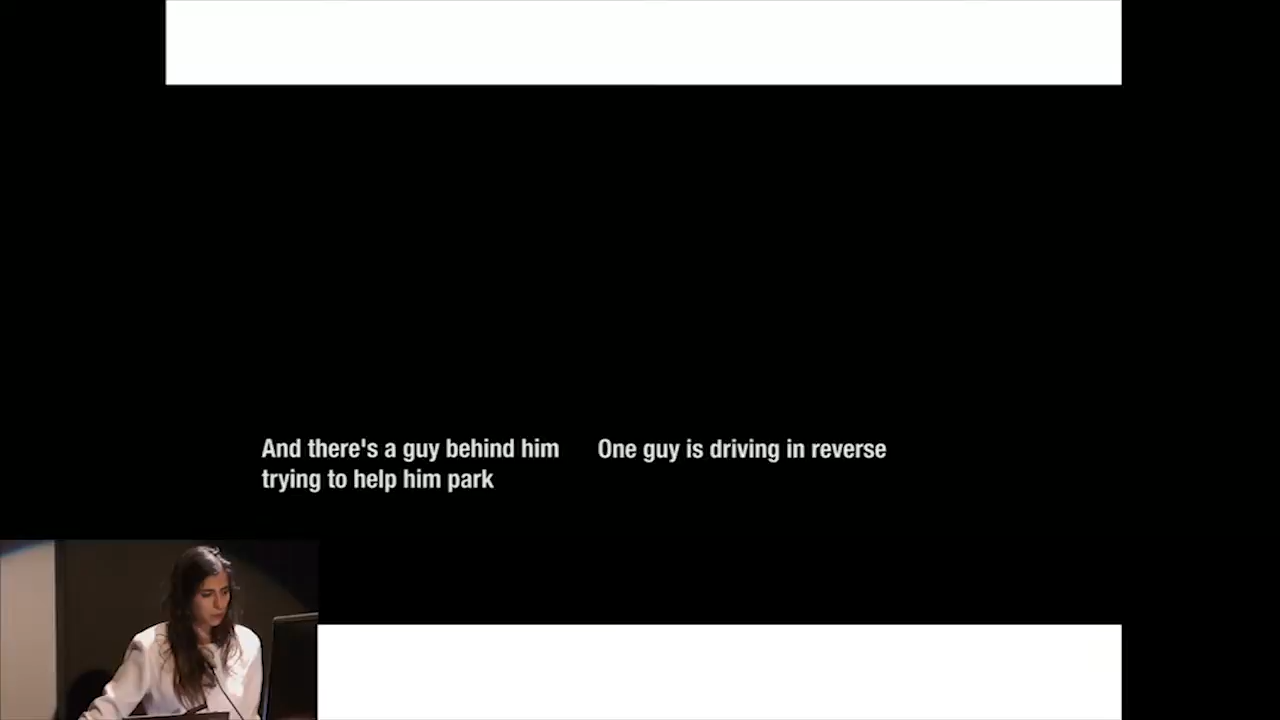 And there's a guy behind him
trying to help him park
One guy is driving in reverse